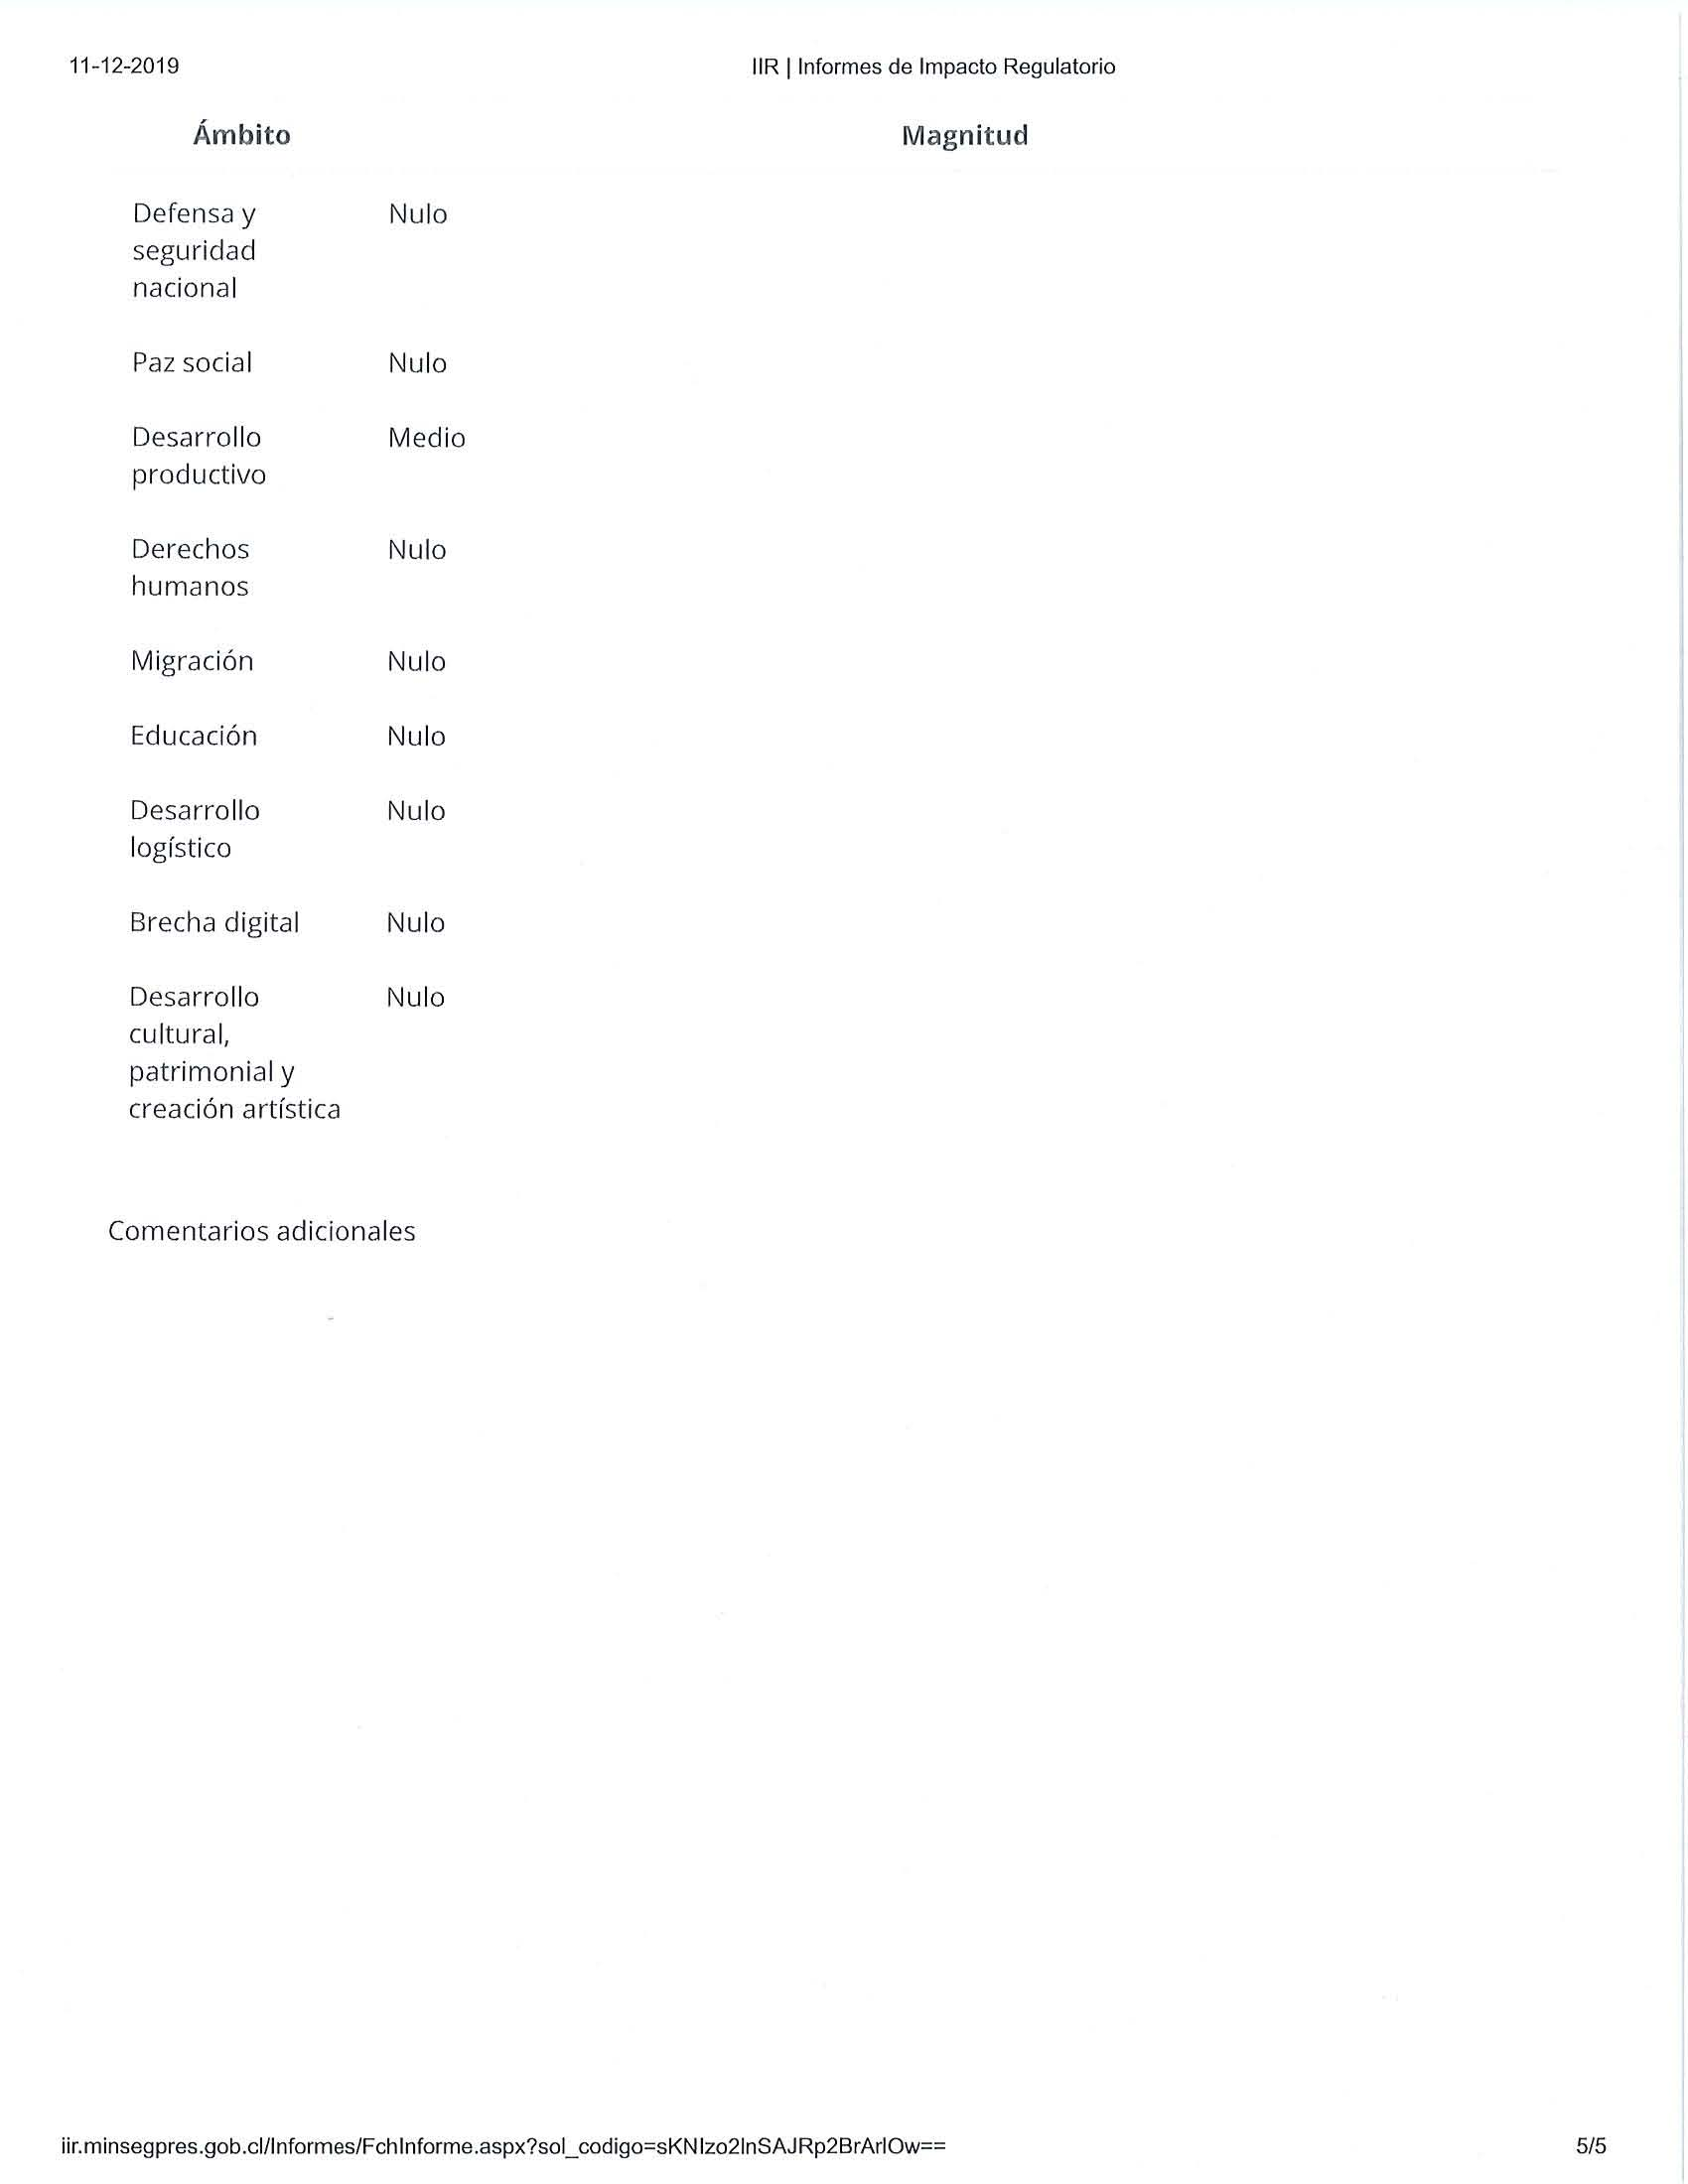 11-12-2019 IIR | Informes de Impacto Regulatorio
Ámbito Magnitud
Defensa y Nulo
seguridad
nacional
Paz social Nulo
Desarrollo Medio
productivo
Derechos Nulo
humanos
Migración Nulo
Educación Nulo
Desarrollo Nulo
logístico
Brecha digital Nulo
Desarrollo Nulo
cultural,
patrimonial y
creación artística
Comentarios adicionales
iir.minsegpres.gob.cl/Informes/FchInforme.aspx?sol_codigo=sKNIzo2lnSAJRp2BrArlOw== 5/5